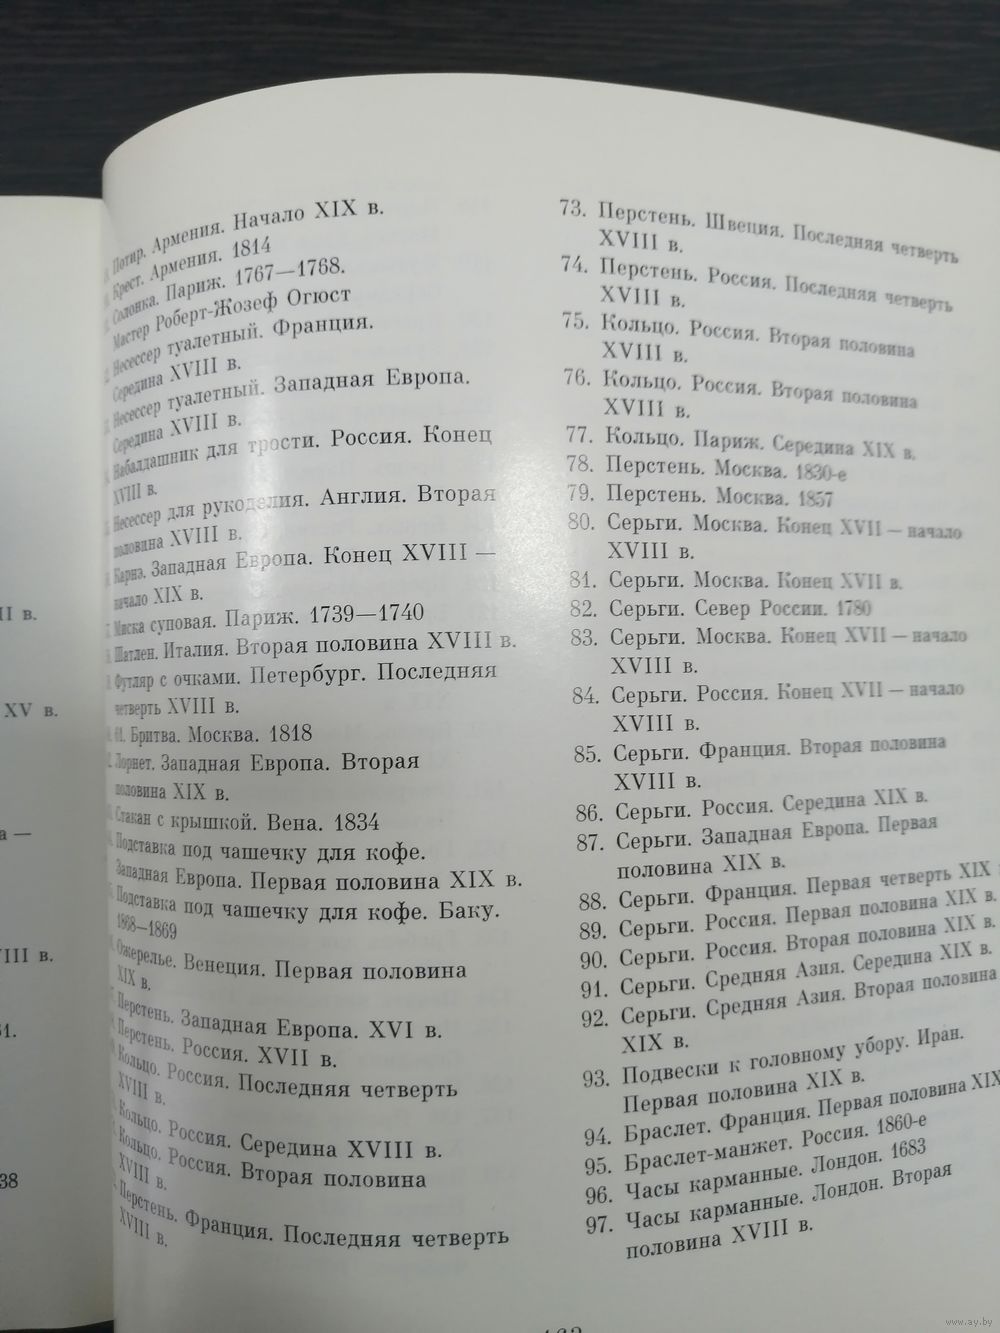 II в.
XV в.
а —
VIII в.
38
Потир. Армения. Начало XIX в.
Крест. Армения. 1814
Солонка. Париж. 1767—1768.
Мастер Роберт-Жозеф Огюст
Несессер туалетный. Франция.
Середина XVIII в.
Несессер туалетный. Западная Европа.
Середина XVIII в.
Набалдашник для трости. Россия. Конец
XVIII в.
Несессер для рукоделия. Англия. Вторая
половина XVIII в.
Карнэ. Западная Европа. Конец XVIII —
начало XIX в.
Миска суповая. Париж. 1739—1740
Шатлен. Италия. Вторая половина XVIII в.
Футляр с очками. Петербург. Последняя
четверть XVIII в.
61. Бритва. Москва. 1818
Лорнет. Западная Европа. Вторая
половина XIX в.
Стакан с крышкой. Вена. 1834
Подставка под чашечку для кофе.
Западная Европа. Первая половина XIX в.
Подставка под чашечку для кофе. Баку.
1868—1869
Ожерелье. Венеция. Первая половина
XIX в.
Перстень. Западная Европа. XVI в.
Перстень. Россия. XVII в.
Кольцо. Россия. Последняя четверть
XVIII в.
Кольцо. Россия. Середина XVIII в.
Кольцо. Россия. Вторая половина
XVIII в.
Перстень. Франция. Последняя четверть
XVIII в.
73. Перстень. Швеция. Последняя четверть
XVIII в.
74. Перстень. Россия. Последняя четверть
XVIII в.
75. Кольцо. Россия. Вторая половина
XVIII в.
76. Кольцо. Россия. Вторая половина
XVIII в.
77. Кольцо. Париж. Середина XIX в.
78. Перстень. Москва. 1830-е
79. Перстень. Москва. 1857
80. Серьги. Москва. Конец XVII — начало
XVIII в.
81. Серьги. Москва. Конец XVII в.
82. Серьги. Север России. 1780
83. Серьги. Москва. Конец XVII — начало
XVIII в.
84. Серьги. Россия. Конец XVII — начало
XVIII в.
85. Серьги. Франция. Вторая половина
XVIII в.
86. Серьги. Россия. Середина XIX в.
87. Серьги. Западная Европа. Первая
половина XIX в.
88. Серьги. Франция. Первая четверть XIX
89. Серьги. Россия. Первая половина XIX в.
90. Серьги. Россия. Вторая половина XIX в.
91. Серьги. Средняя Азия. Середина XIX в.
92. Серьги. Средняя Азия. Вторая половина
XIX в.
93. Подвески к головному убору. Иран.
Первая половина XIX в.
94. Браслет. Франция. Первая половина XIX
95. Браслет-манжет. Россия. 1860-е
96. Часы карманные. Лондон. 1683
97. Часы карманные. Лондон. Вторая
половина XVIII в.
www.ay.by